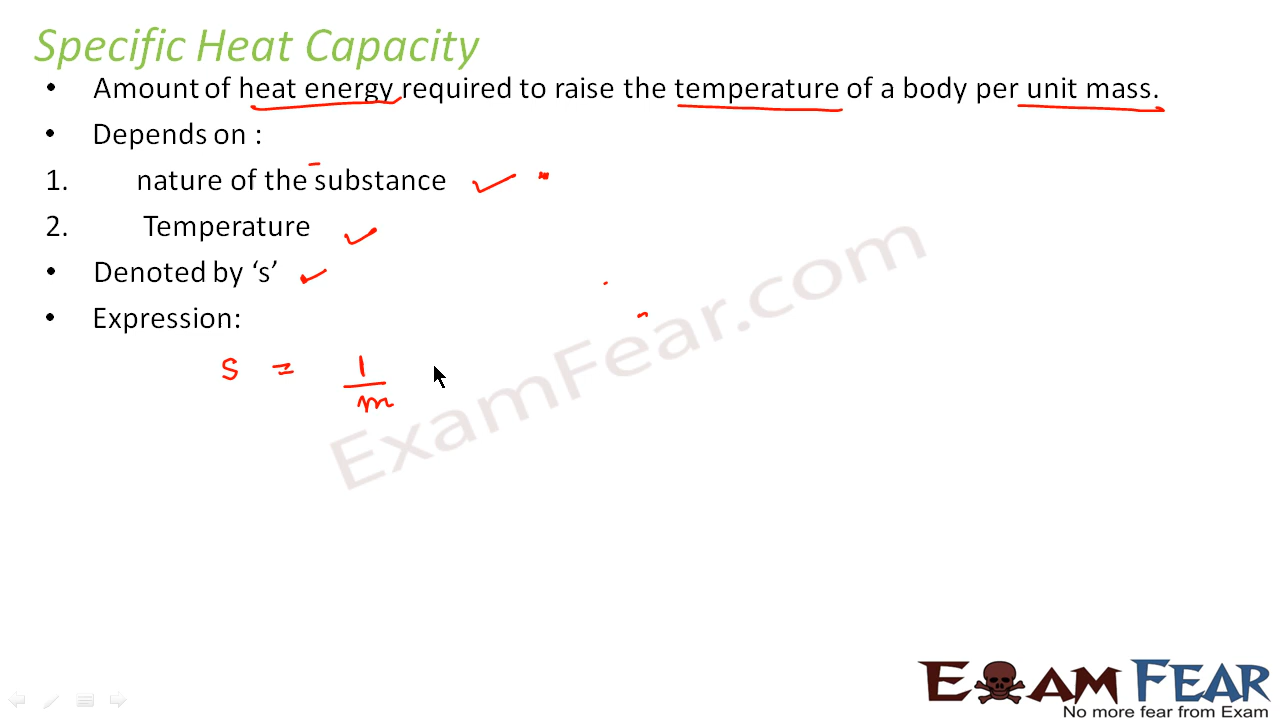 Specific Heat Capacity
• Amount of heat energy required to raise the temperature of a body per unit mass.
• Depends on :
1. nature of the substance
2. Temperature
• Denoted by ‘s’
• Expression:
s = 1/m
ExamFear.com
EXAM FEAR
No more fear from Exam